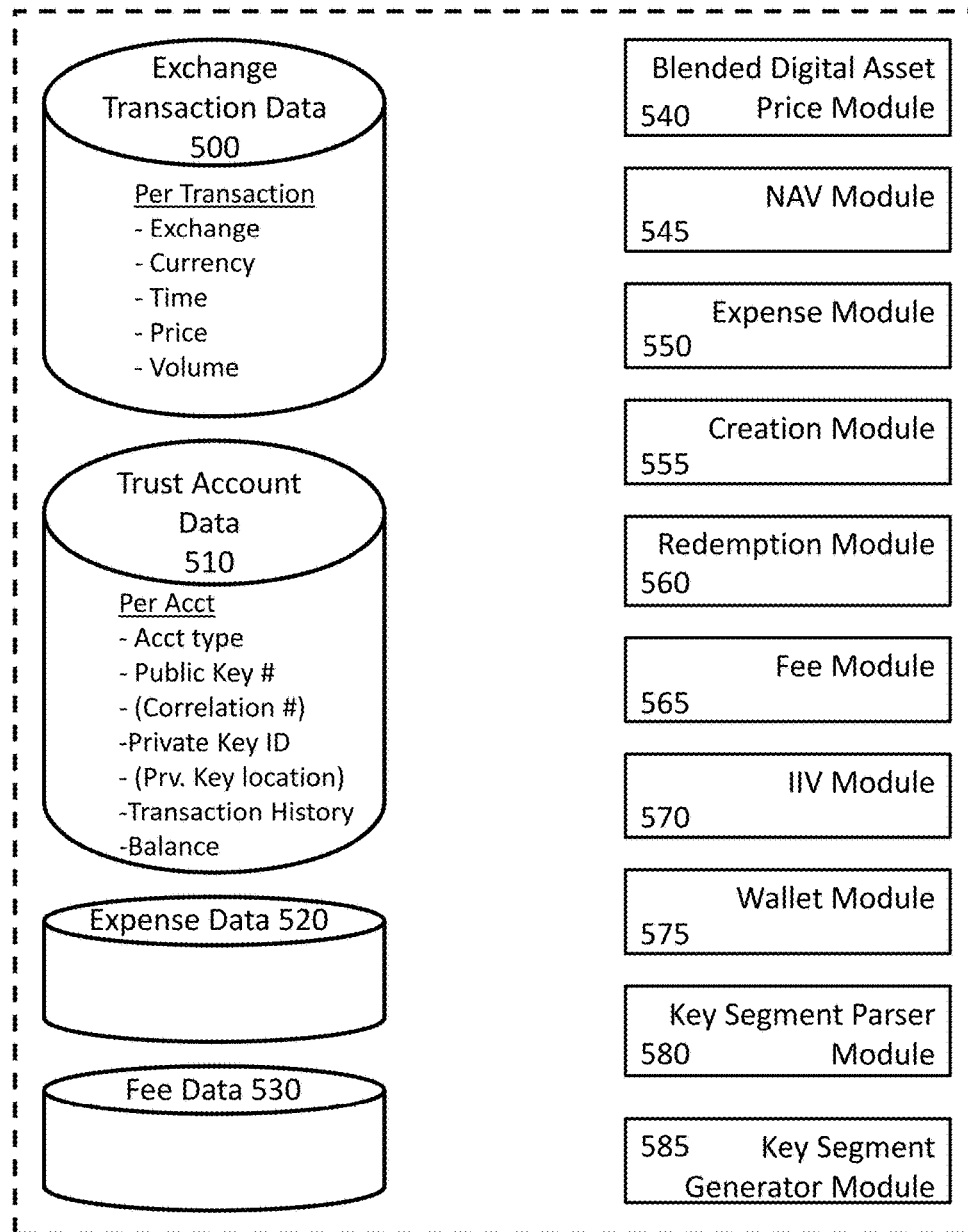 Exchange
Transaction Data
500
Per Transaction
- Exchange
- Currency
- Time
- Price
- Volume
Trust Account
Data
510
Per Acct
- Acct type
- Public Key #
- (Correlation #)
-Private Key ID
- (Prv. Key location)
-Transaction History
-Balance
Expense Data 520
Fee Data 530
Blended Digital Asset
540 Price Module
NAV Module
545
Expense Module
550
Creation Module
555
Redemption Module
560
Fee Module
565
IIV Module
570
Wallet Module
575
Key Segment Parser
580 Module
585 Key Segment
Generator Module